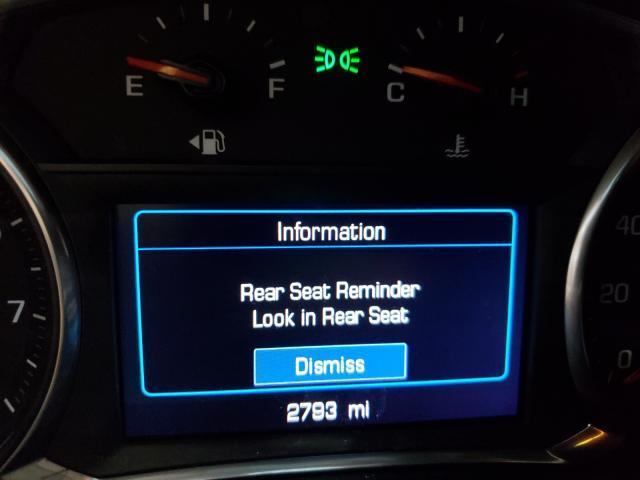 E F C H
Information
Rear Seat Reminder
Look in Rear Seat
Dismiss
2793 mi
7
40
20
0